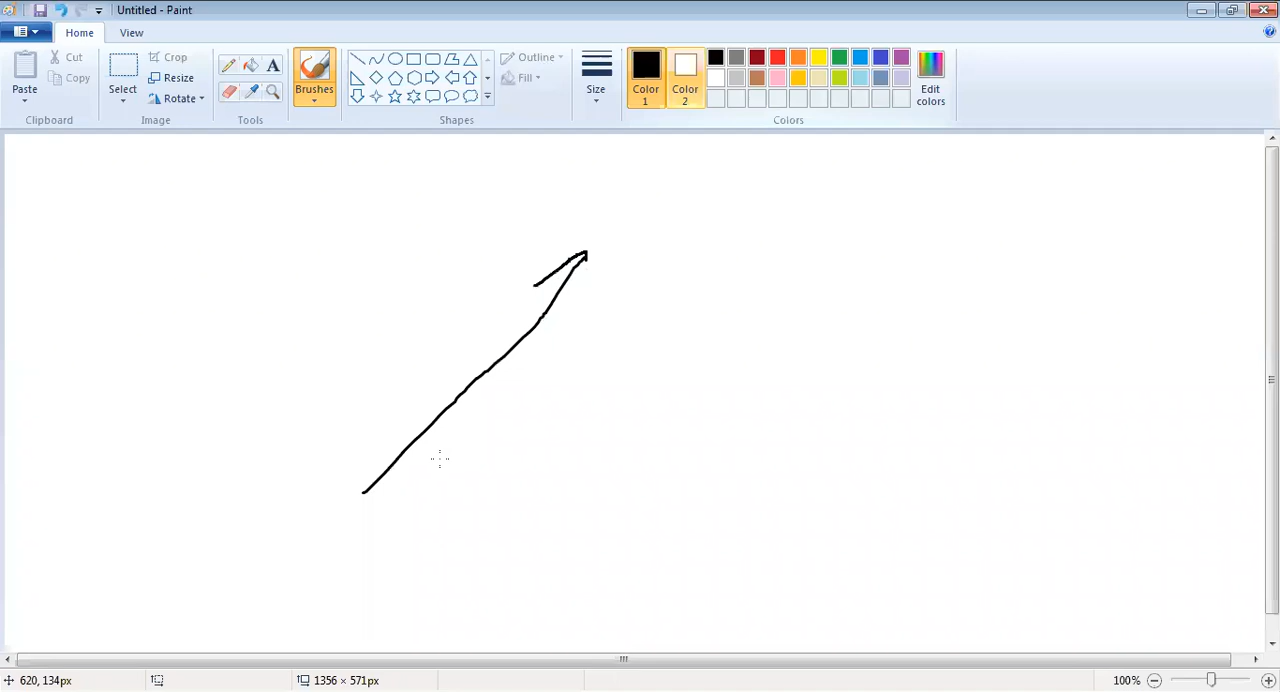 Untitled - Paint
Home
View
Paste
Cut
Copy
Clipboard
Select
Crop
Resize
Rotate
Image
Tools
Brushes
Outline
Fill
Shapes
Size
Color 1
Color 2
Edit colors
Colors
620, 134px
1356 × 571px
100%